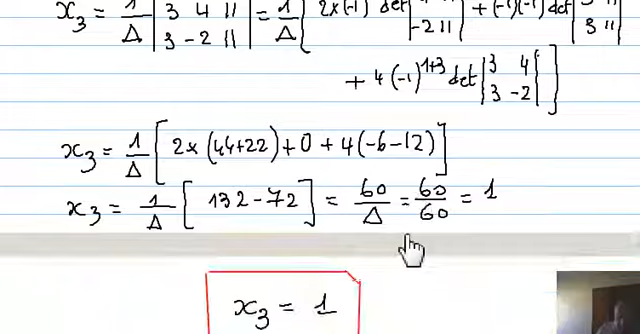 x₃ = 1/Δ |3 4 11| = 1/Δ [ 2×(-1) det | -2 11| + (-1)(-1) det |3 11|
|3 -2 11|
+ 4(-1)¹⁺³ det |3 4| ]
|3 -2|
x₃ = 1/Δ [ 2×(44+22) + 0 + 4(-6-12) ]
x₃ = 1/Δ [ 132 - 72 ] = 60/Δ = 60/60 = 1
x₃ = 1